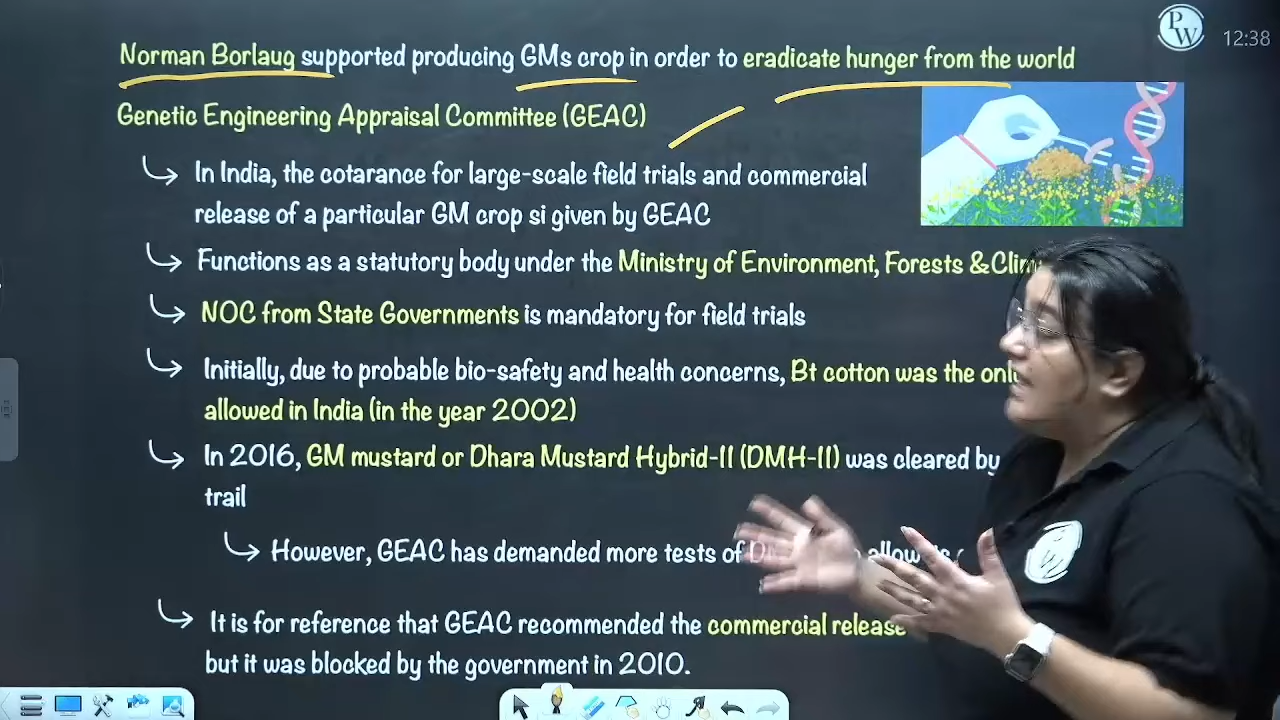 PW
12:38
Norman Borlaug supported producing GMs crop in order to eradicate hunger from the world
Genetic Engineering Appraisal Committee (GEAC)
In India, the cotarance for large-scale field trials and commercial
release of a particular GM crop si given by GEAC
Functions as a statutory body under the Ministry of Environment, Forests &
NOC from State Governments is mandatory for field trials
Initially, due to probable bio-safety and health concerns, Bt cotton was the
allowed in India (in the year 2002)
In 2016, GM mustard or Dhara Mustard Hybrid-11 (DMH-11) was cleared by
trail
However, GEAC has demanded more tests of
It is for reference that GEAC recommended the commercial release
but it was blocked by the government in 2010.